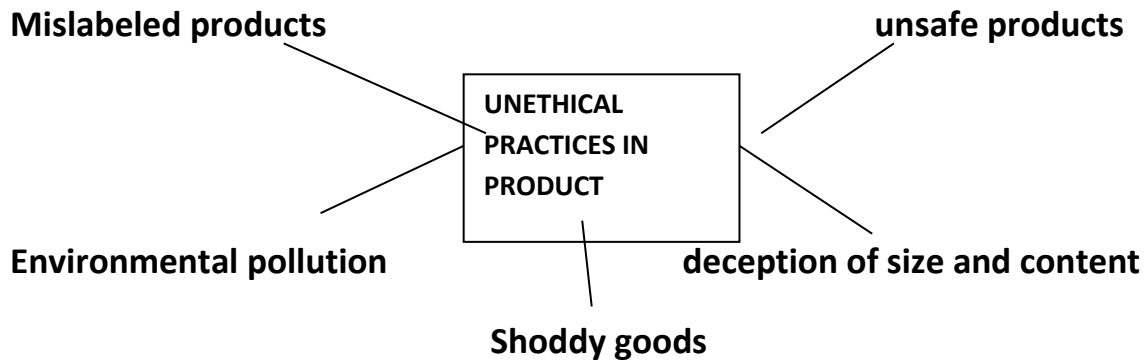 Mislabeled products
unsafe products
UNETHICAL
PRACTICES IN
PRODUCT
Environmental pollution
deception of size and content
Shoddy goods